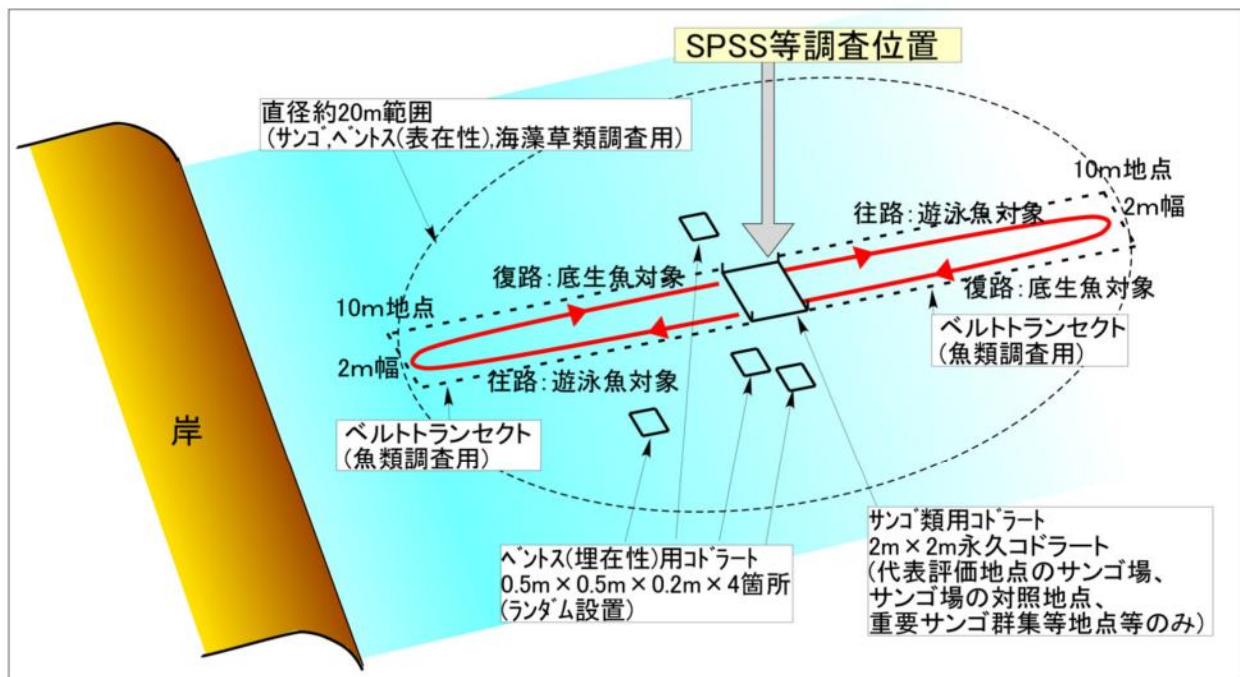 SPSS等調査位置
直径約20m範囲
(ｻﾝｺﾞ,ﾍﾞﾝﾄｽ(表在性),海藻草類調査用)
10m地点
2m幅
往路:遊泳魚対象
復路:底生魚対象
復路:底生魚対象
10m地点
ベルトトランセクト
(魚類調査用)
2m幅
往路:遊泳魚対象
ベルトトランセクト
(魚類調査用)
岸
ﾍﾞﾝﾄｽ(埋在性)用ｺﾄﾞﾗｰﾄ
0.5m×0.5m×0.2m×4箇所
(ﾗﾝﾀﾞﾑ設置)
ｻﾝｺﾞ類用ｺﾄﾞﾗｰﾄ
2m×2m永久コドラート
(代表評価地点のサンゴ場、
サンゴ場の対照地点、
重要サンゴ群集等地点等のみ)